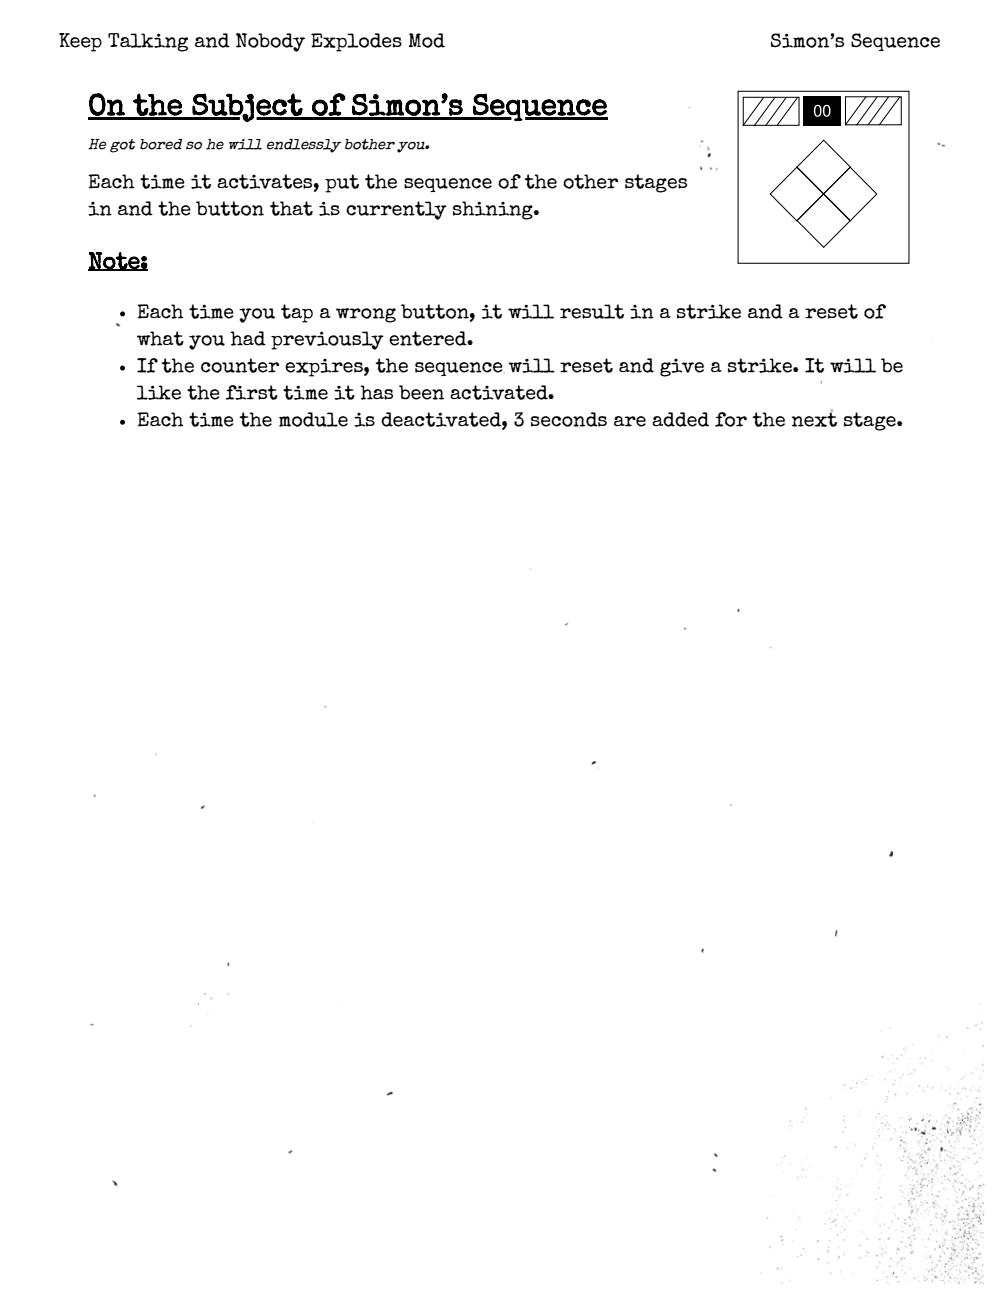 Keep Talking and Nobody Explodes Mod
Simon's Sequence
On the Subject of Simon's Sequence
He got bored so he will endlessly bother you.
Each time it activates, put the sequence of the other stages
in and the button that is currently shining.
00
Note:
• Each time you tap a wrong button, it will result in a strike and a reset of
what you had previously entered.
• If the counter expires, the sequence will reset and give a strike. It will be
like the first time it has been activated.
• Each time the module is deactivated, 3 seconds are added for the next stage.